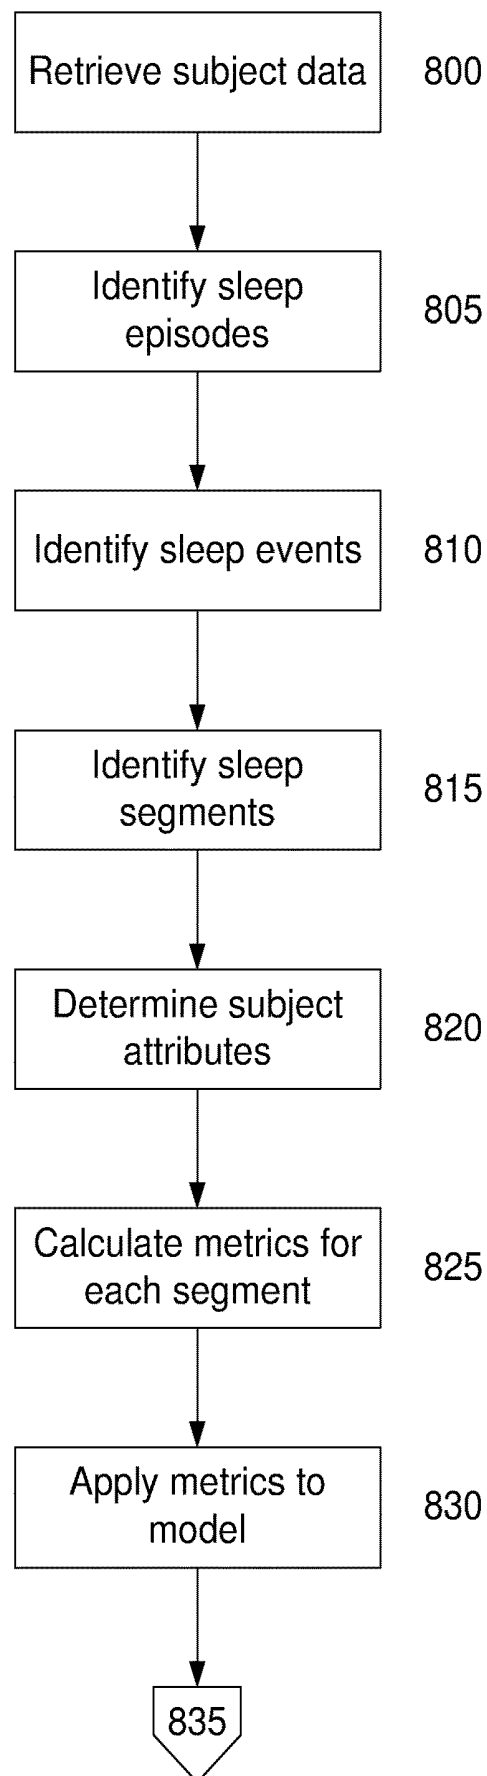 Retrieve subject data 800
Identify sleep
episodes
805
Identify sleep events 810
Identify sleep
segments
815
Determine subject
attributes
820
Calculate metrics for
each segment
825
Apply metrics to
model
830
835